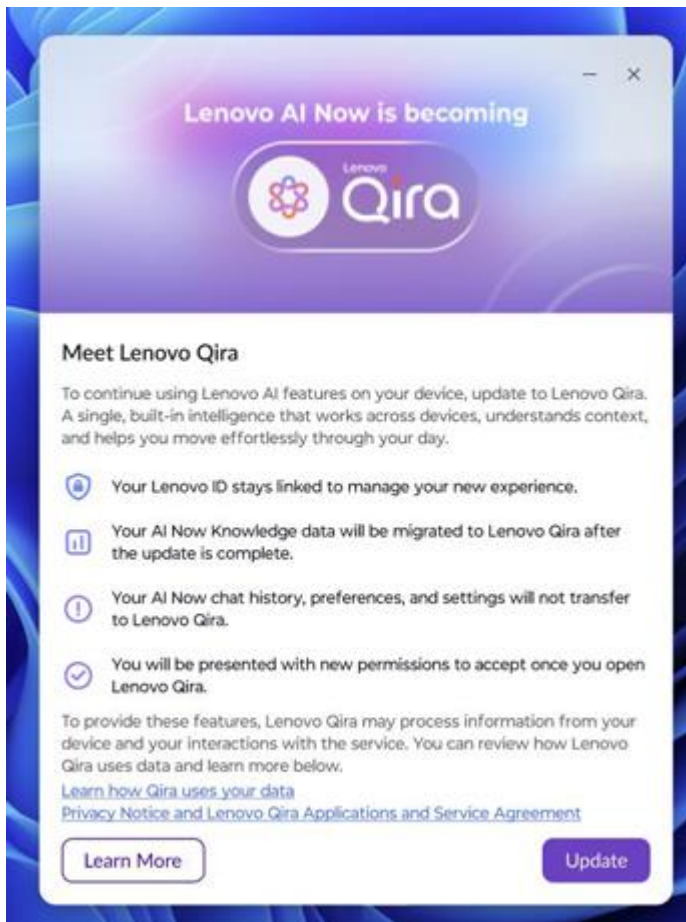 Lenovo AI Now is becoming
Lenovo
Qira
Meet Lenovo Qira
To continue using Lenovo AI features on your device, update to Lenovo Qira.
A single, built-in intelligence that works across devices, understands context,
and helps you move effortlessly through your day.
Your Lenovo ID stays linked to manage your new experience.
Your AI Now Knowledge data will be migrated to Lenovo Qira after
the update is complete.
Your AI Now chat history, preferences, and settings will not transfer
to Lenovo Qira.
You will be presented with new permissions to accept once you open
Lenovo Qira.
To provide these features, Lenovo Qira may process information from your
device and your interactions with the service. You can review how Lenovo
Qira uses data and learn more below.
Learn how Qira uses your data
Privacy Notice and Lenovo Qira Applications and Service Agreement
Learn More
Update